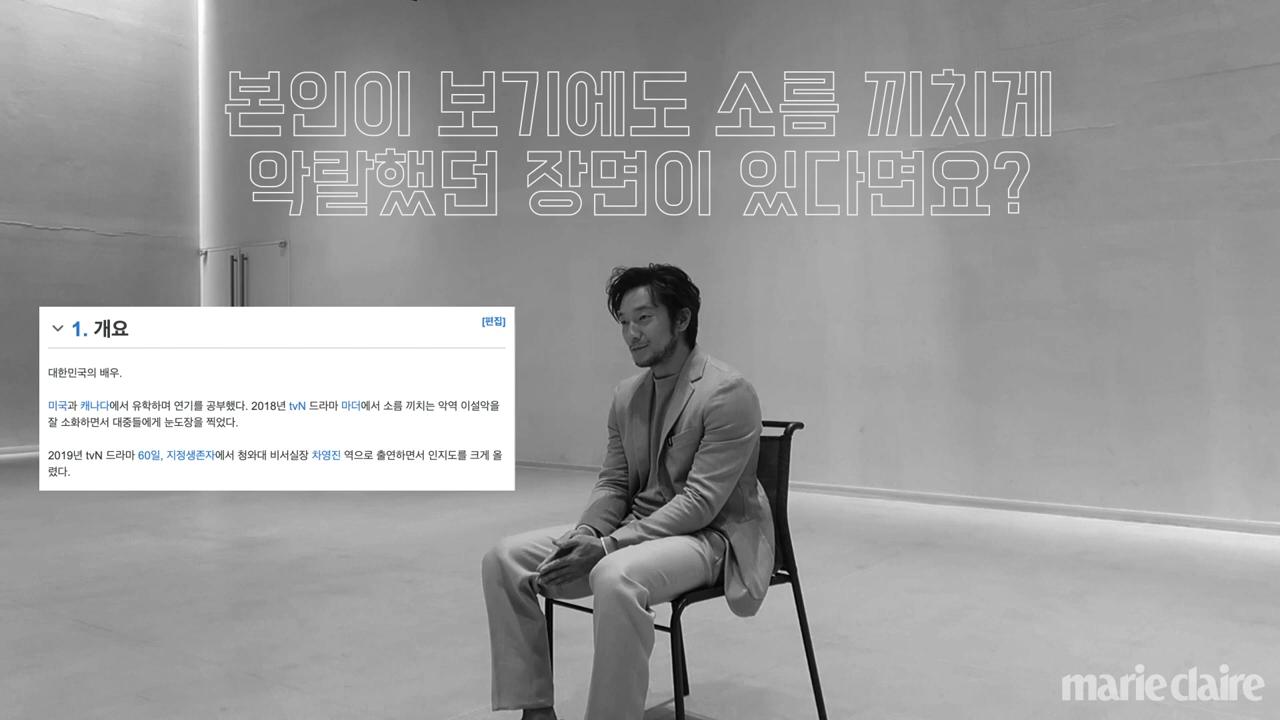 본인이 보기에도 소름 끼치게
악랄했던 장면이 있다면요?
1. 개요
[편집]
대한민국의 배우.
미국과 캐나다에서 유학하며 연기를 공부했다. 2018년 tvN 드라마 마더에서 소름 끼치는 악역 이설악을
잘 소화하면서 대중들에게 눈도장을 찍었다.
2019년 tvN 드라마 60일, 지정생존자에서 청와대 비서실장 차영진 역으로 출연하면서 인지도를 크게 올
렸다.
marie claire